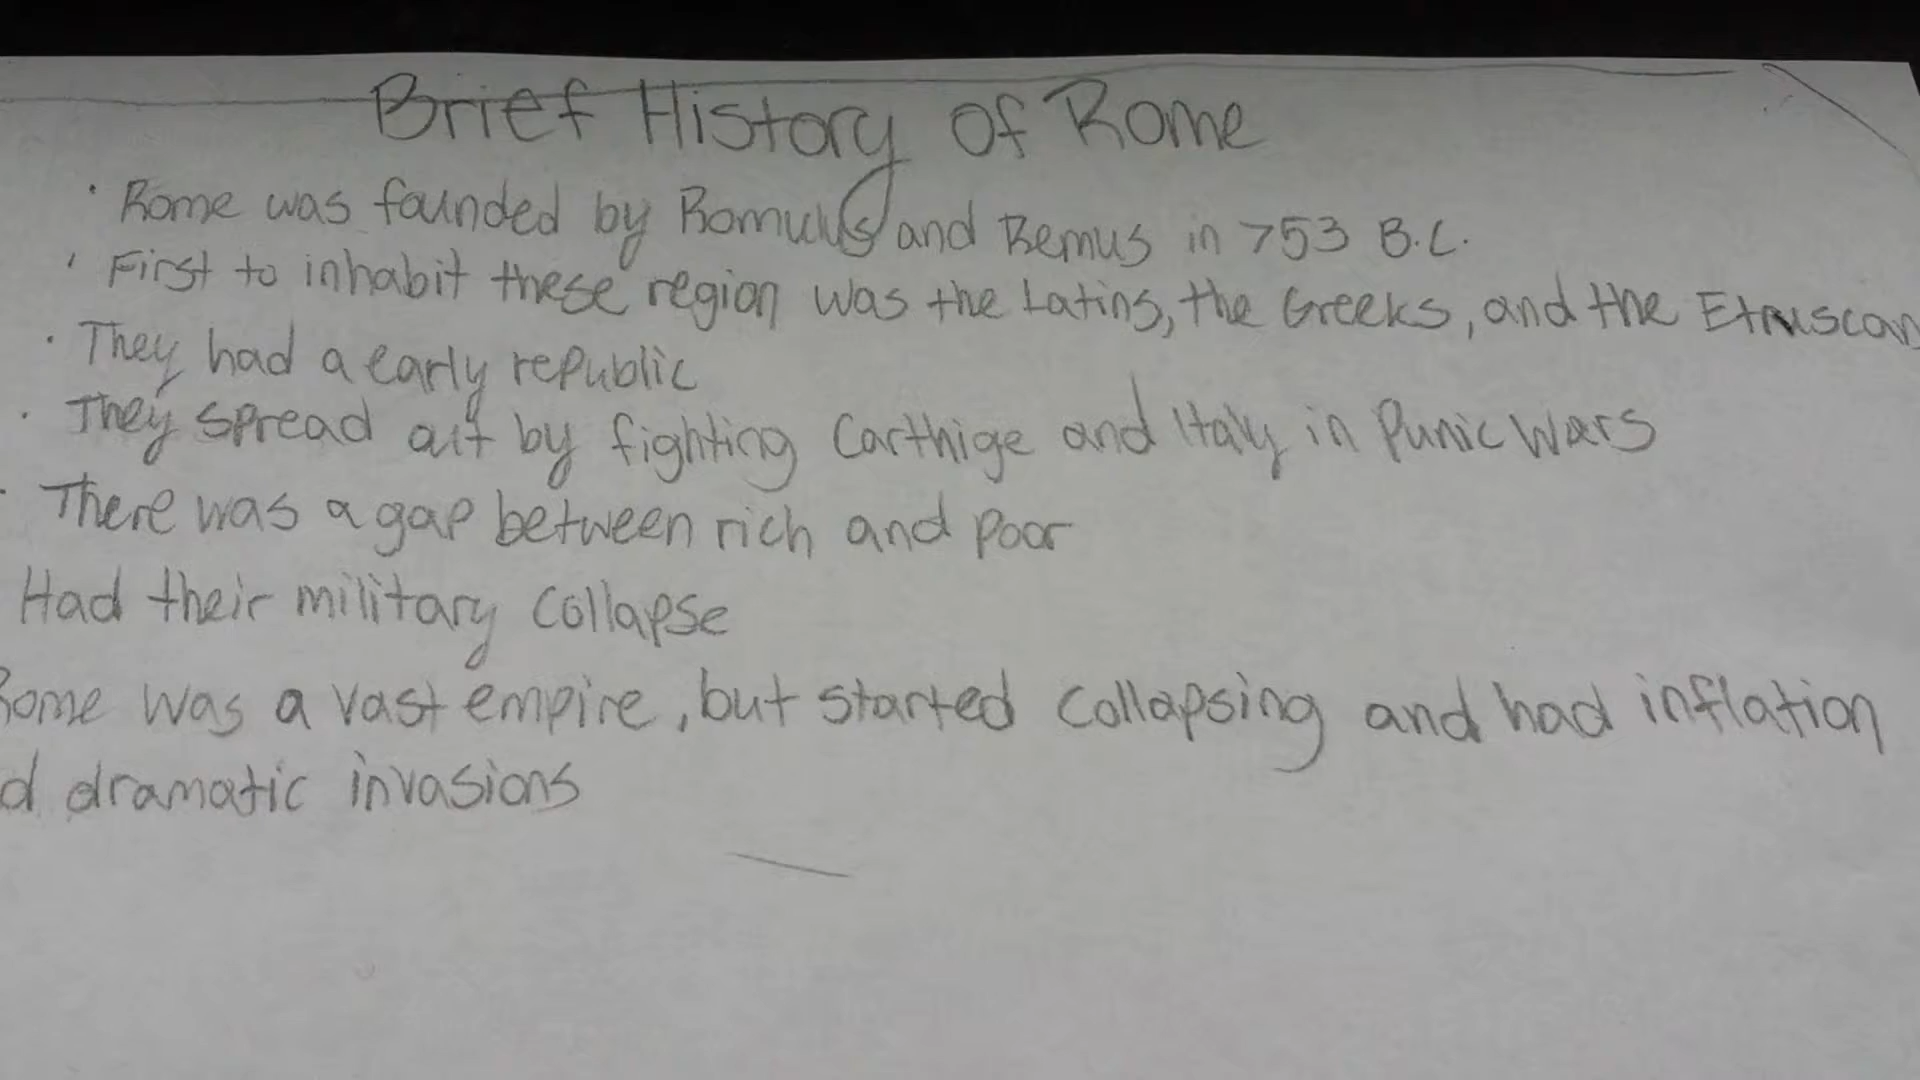 Brief History of Rome
· Rome was founded by Romulus and Remus in 753 B.C.
· First to inhabit these region was the Latins, the Greeks, and the Etruscans
· They had a early republic
· They spread out by fighting Carthige and Italy in Punic Wars
· There was a gap between rich and poor
Had their military collapse
Rome was a vast empire, but started collapsing and had inflation
d dramatic invasions